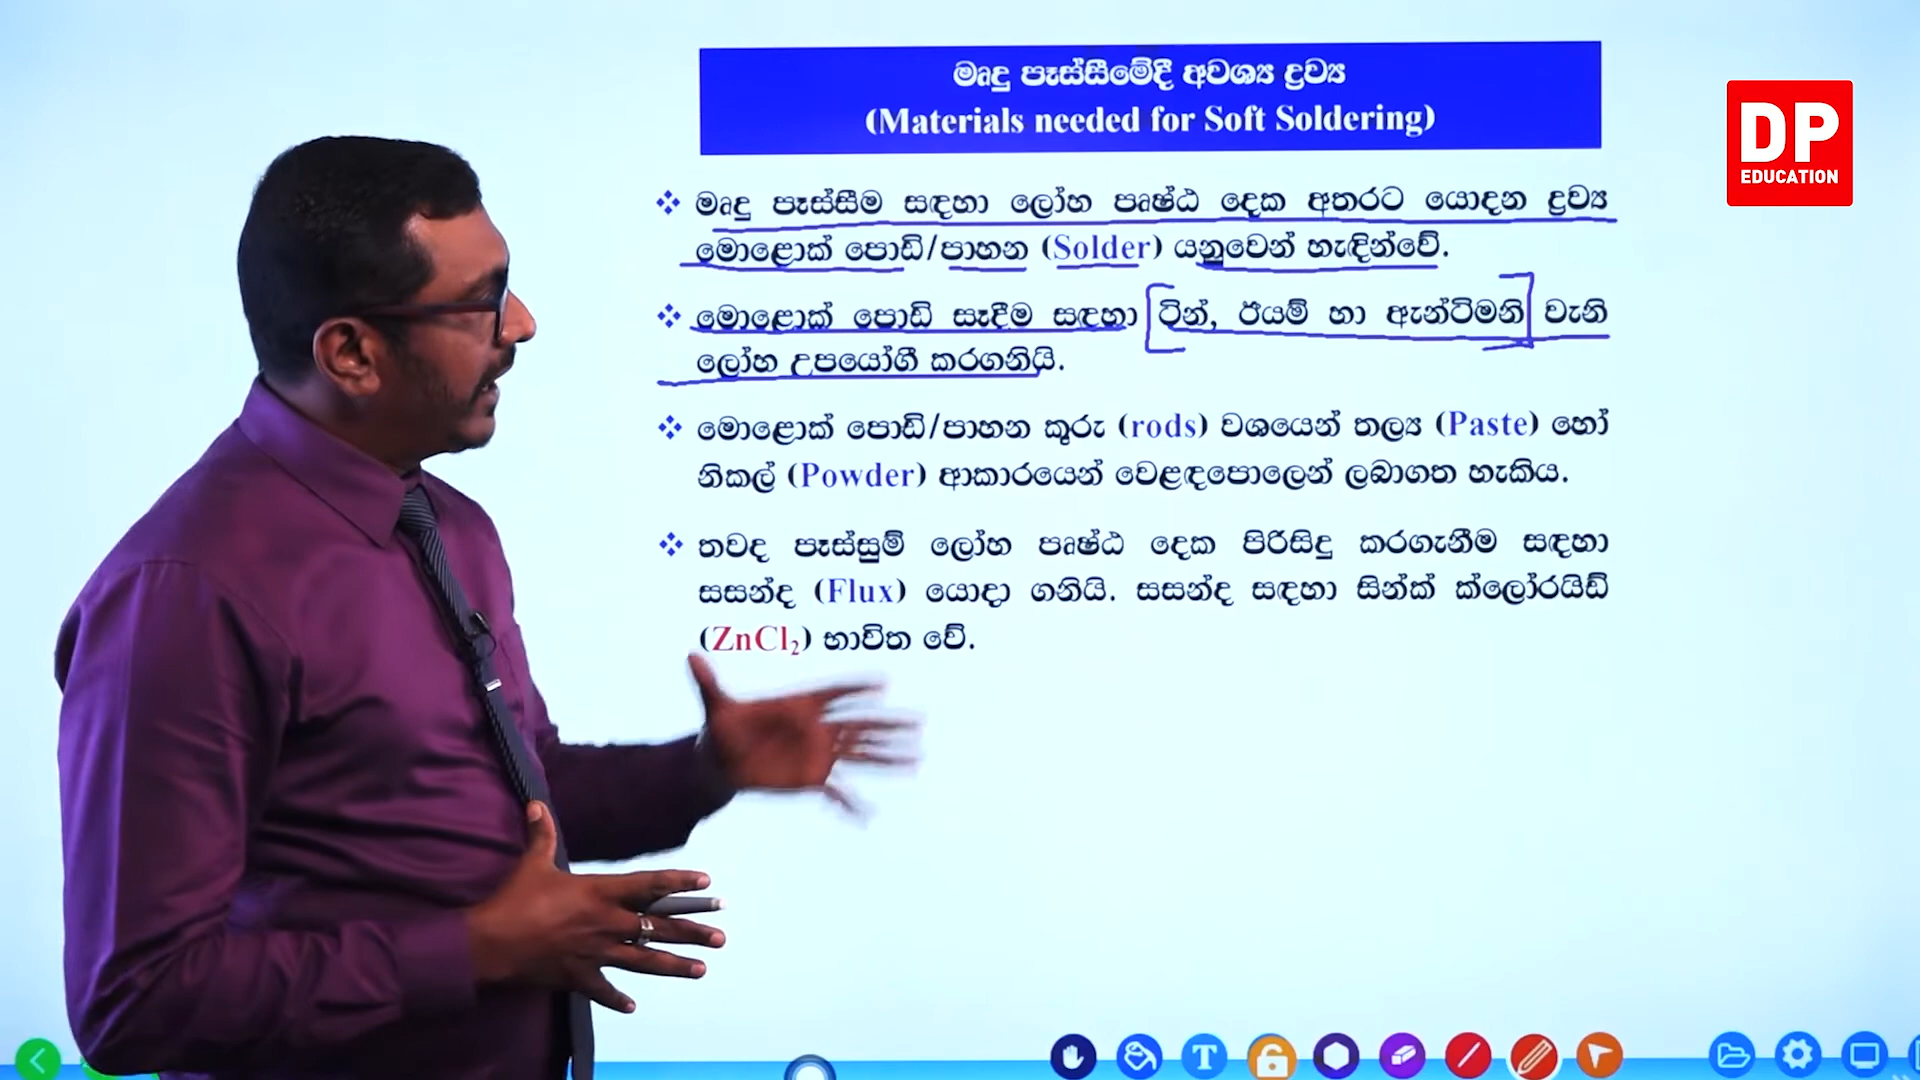 මෘදු පෑස්සීමේදී අවශ්‍ය ද්‍රව්‍ය
(Materials needed for Soft Soldering)
DP
EDUCATION
මෘදු පෑස්සීම සඳහා ලෝහ පෘෂ්ඨ දෙක අතරට යොදන ද්‍රව්‍ය
මොළොක් පොඩි/පාහන (Solder) යනුවෙන් හැඳින්වේ.
මොළොක් පොඩි සෑදීම සඳහා ටින්, ඊයම් හා ඇන්ටිමනි වැනි
ලෝහ උපයෝගී කරගනියි.
මොළොක් පොඩි/පාහන කූරු (rods) වශයෙන් තල්‍ය (Paste) හෝ
නිකල් (Powder) ආකාරයෙන් වෙළඳපොලෙන් ලබාගත හැකිය.
තවද පෑස්සුම් ලෝහ පෘෂ්ඨ දෙක පිරිසිදු කරගැනීම සඳහා
සසන්ද (Flux) යොදා ගනියි. සසන්ද සඳහා සින්ක් ක්ලෝරයිඩ්
(ZnCl₂) භාවිත වේ.
T